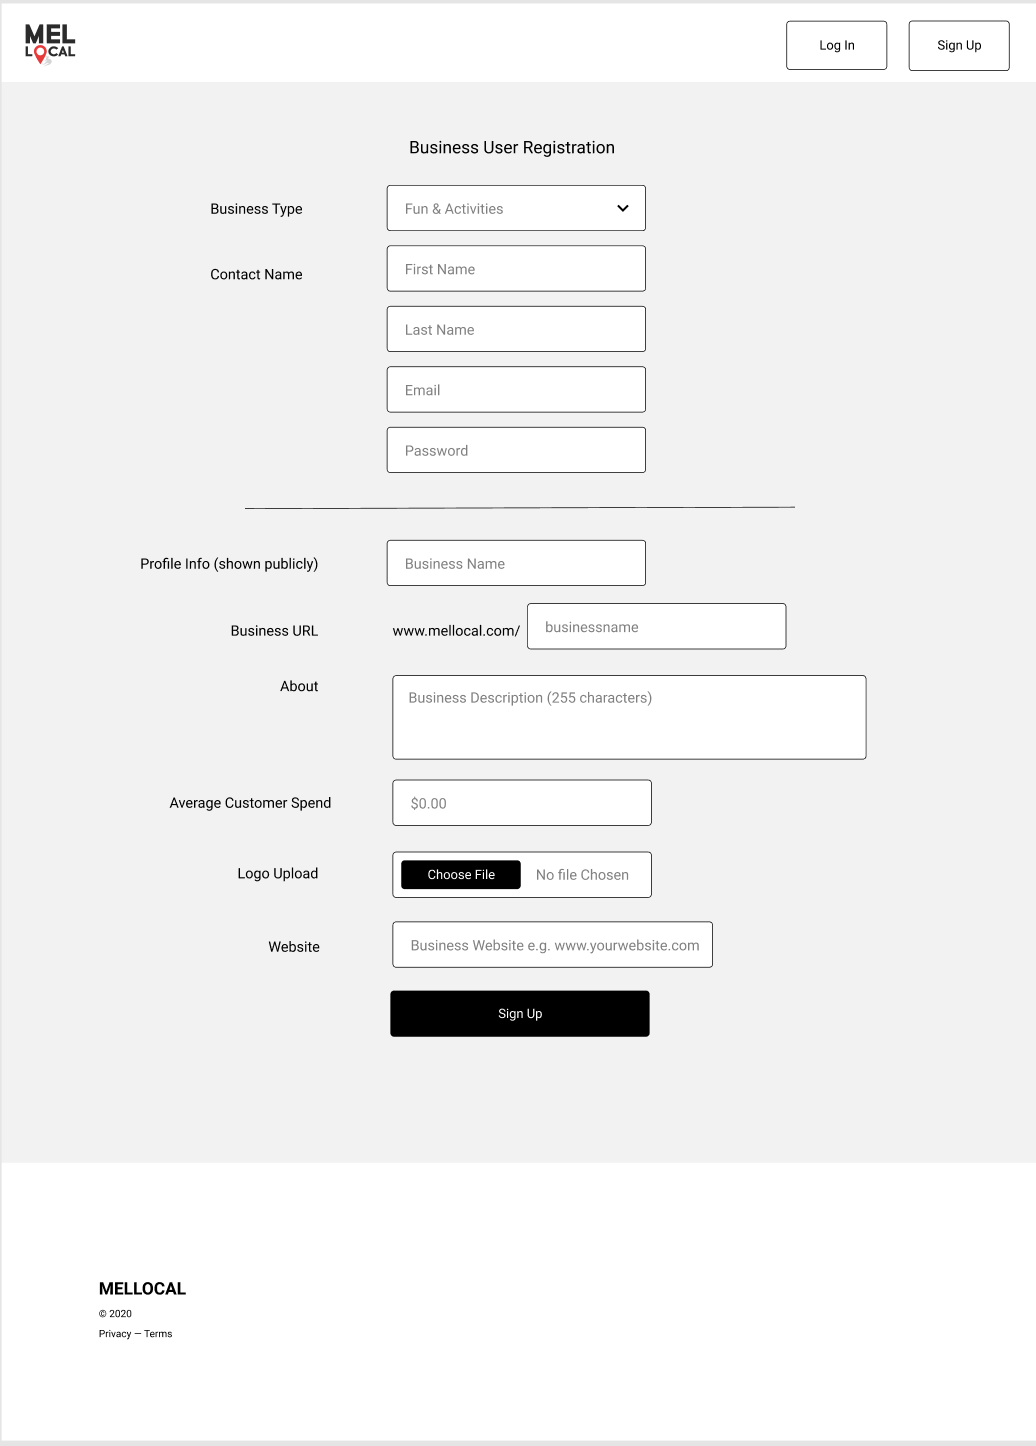 MEL
LOCAL
Log In
Sign Up
Business User Registration
Business Type
Fun & Activities
Contact Name
First Name
Last Name
Email
Password
Profile Info (shown publicly)
Business Name
Business URL
www.mellocal.com/
businessname
About
Business Description (255 characters)
Average Customer Spend
$0.00
Logo Upload
Choose File
No file Chosen
Website
Business Website e.g. www.yourwebsite.com
Sign Up
MELLOCAL
© 2020
Privacy — Terms